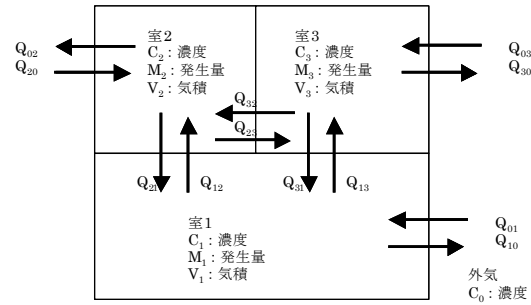 室2
C₂：濃度
M₂：発生量
V₂：気積
室3
C₃：濃度
M₃：発生量
V₃：気積
Q₀₂
Q₂₀
Q₀₃
Q₃₀
Q₃₂
Q₂₃
Q₂₁
Q₁₂
Q₃₁
Q₁₃
室1
C₁：濃度
M₁：発生量
V₁：気積
Q₀₁
Q₁₀
外気
C₀：濃度